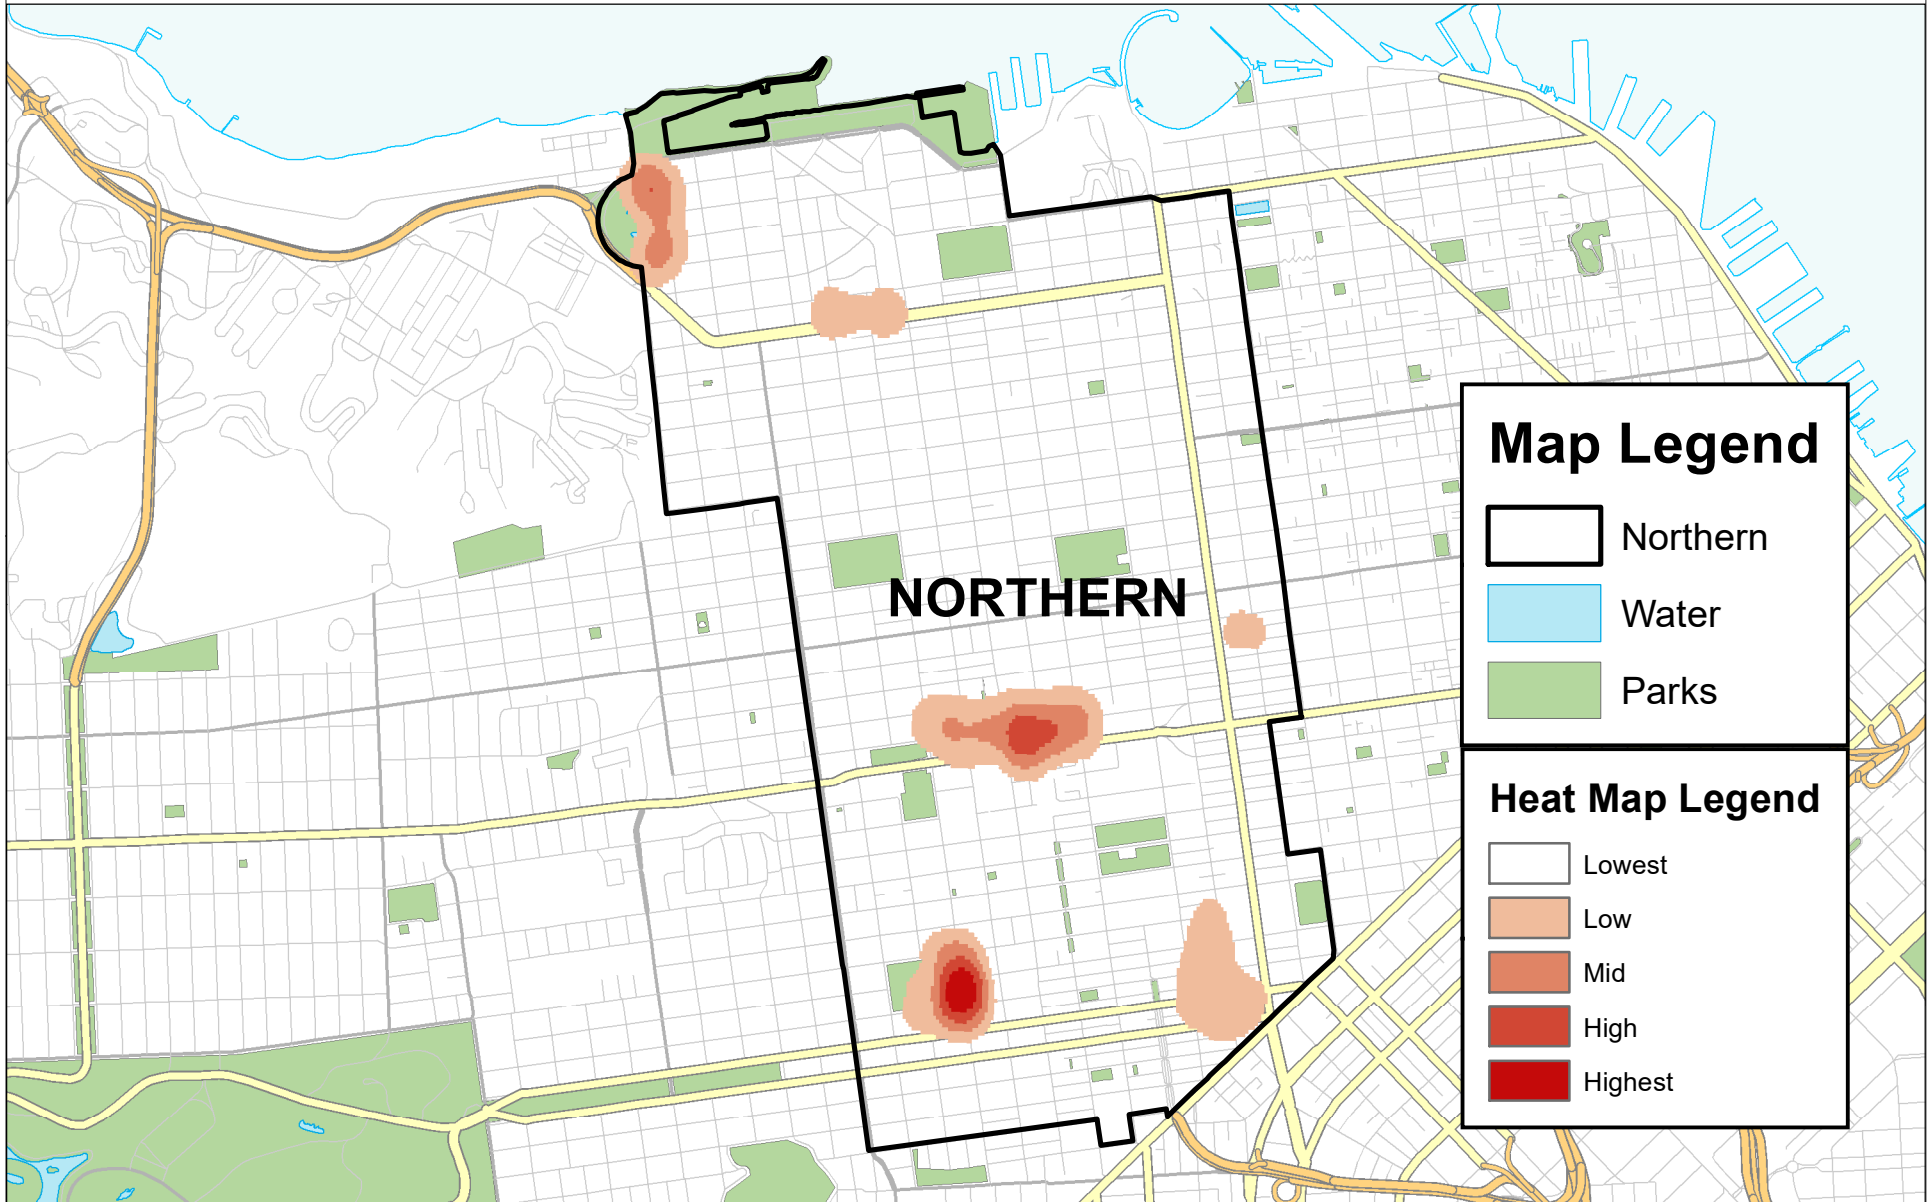 NORTHERN
Map Legend
Northern
Water
Parks
Heat Map Legend
Lowest
Low
Mid
High
Highest